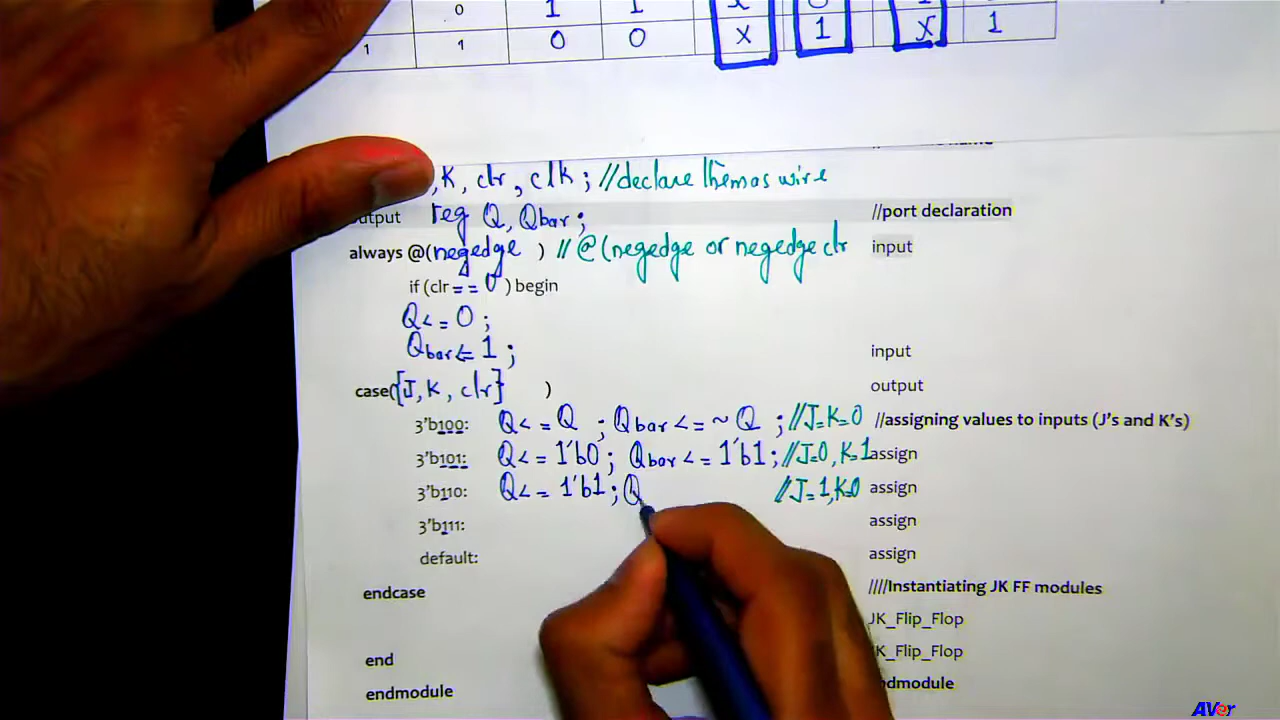 0 1 1
1 1 0 0 x 1 x 1
, K, clr, clk; //declare them as wire
output reg Q, Qbar; //port declaration
always @(negedge ) // @(negedge or negedge clr input
if (clr == 0 ) begin
Q<=0;
Qbar<=1; input
case({J,K,clr} ) output
3'b100: Q<=Q ; Qbar<=~Q ; //J=K=0 //assigning values to inputs (J's and K's)
3'b101: Q<=1'b0; Qbar<=1'b1; //J=0, K=1 assign
3'b110: Q<=1'b1; Q //J=1,K=0 assign
3'b111: assign
default: assign
endcase ////Instantiating JK FF modules
JK_Flip_Flop
K_Flip_Flop
end
endmodule ndmodule
AVer